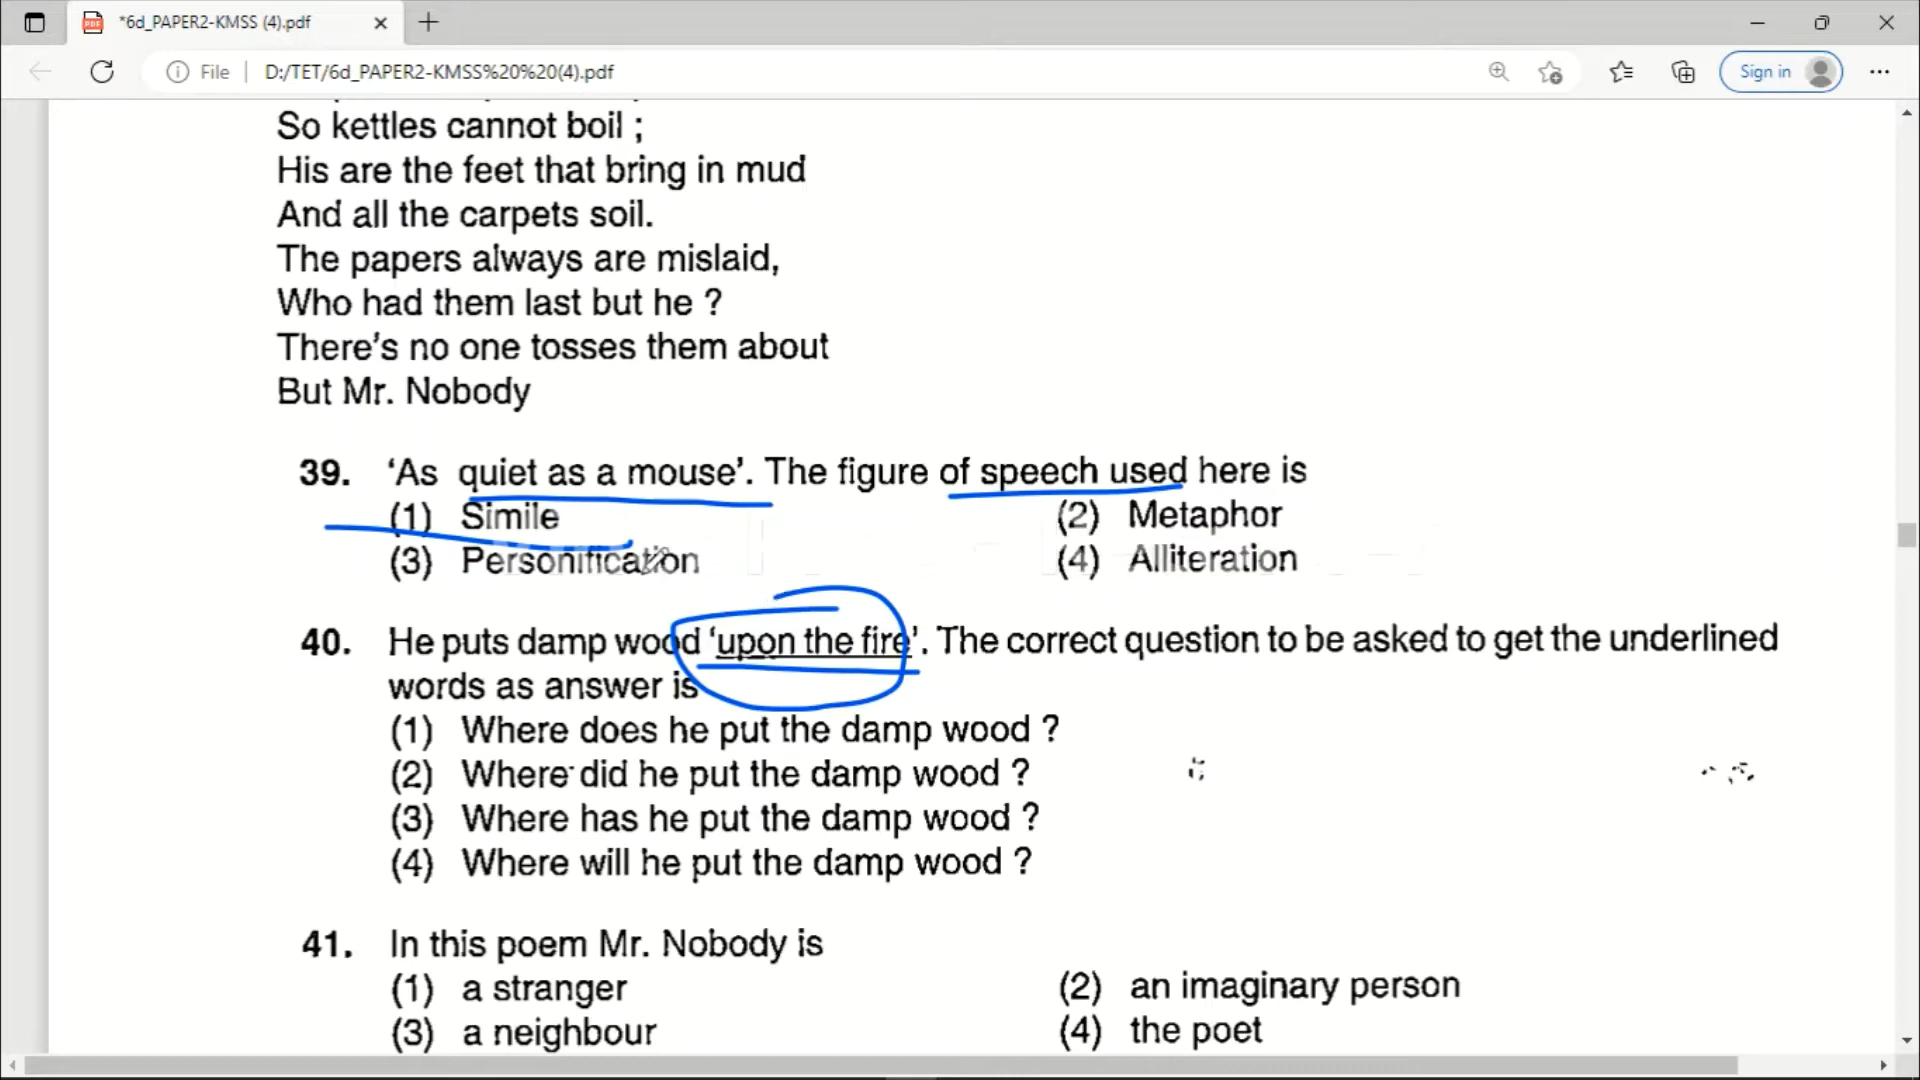 *6d_PAPER2-KMSS (4).pdf
File
D:/TET/6d_PAPER2-KMSS%20%20(4).pdf
Sign in
So kettles cannot boil ;
His are the feet that bring in mud
And all the carpets soil.
The papers always are mislaid,
Who had them last but he ?
There's no one tosses them about
But Mr. Nobody
39. 'As quiet as a mouse'. The figure of speech used here is
(1) Simile (2) Metaphor
(3) Personification (4) Alliteration
40. He puts damp wood 'upon the fire'. The correct question to be asked to get the underlined
words as answer is
(1) Where does he put the damp wood ?
(2) Where did he put the damp wood ?
(3) Where has he put the damp wood ?
(4) Where will he put the damp wood ?
41. In this poem Mr. Nobody is
(1) a stranger (2) an imaginary person
(3) a neighbour (4) the poet